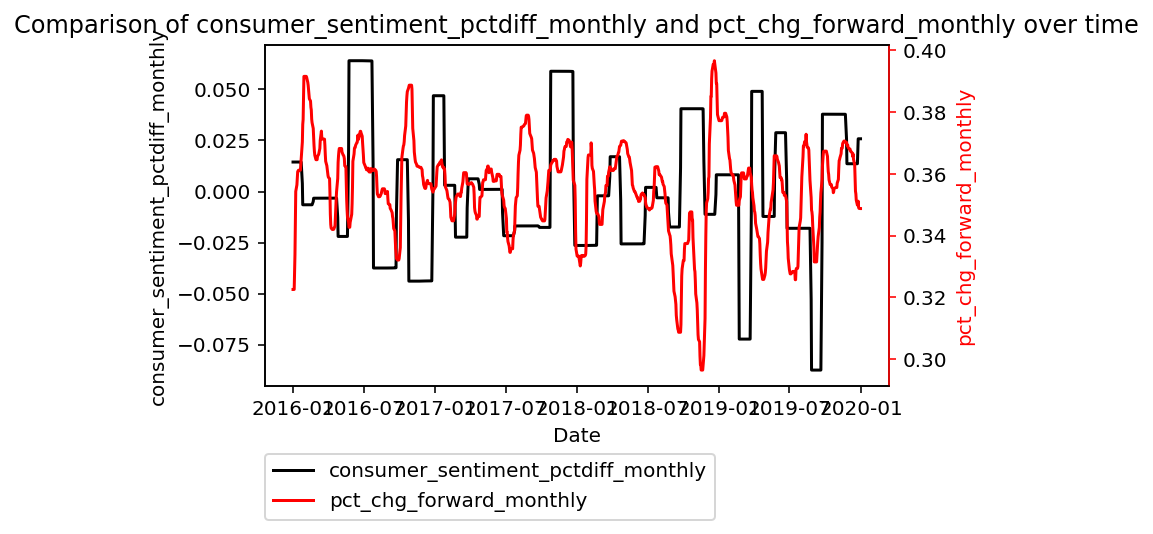 Comparison of consumer_sentiment_pctdiff_monthly and pct_chg_forward_monthly over time
consumer_sentiment_pctdiff_monthly
0.050
0.025
0.000
−0.025
−0.050
−0.075
0.40
0.38
0.36
0.34
0.32
0.30
pct_chg_forward_monthly
2016-01 2016-07 2017-01 2017-07 2018-01 2018-07 2019-01 2019-07 2020-01
Date
consumer_sentiment_pctdiff_monthly
pct_chg_forward_monthly